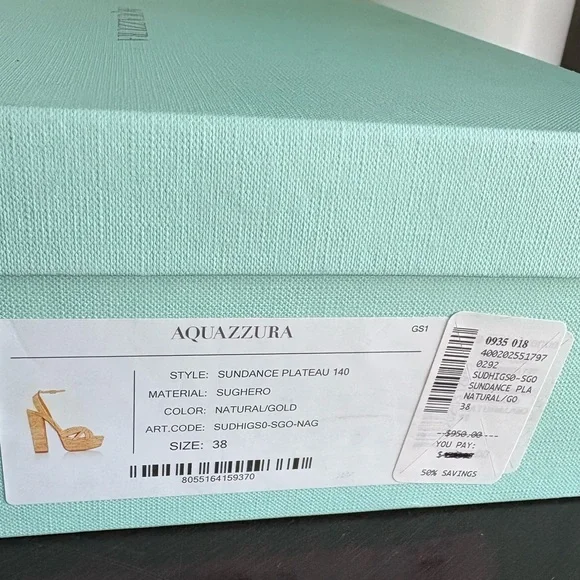 AQUAZZURA
AQUAZZURA
GS1
STYLE: SUNDANCE PLATEAU 140
MATERIAL: SUGHERO
COLOR: NATURAL/GOLD
ART.CODE: SUDHIGS0-SGO-NAG
SIZE: 38
8055164159370
0935 018
400202551797
0292
SUDHIGS0-SGO
SUNDANCE PLA
NATURAL/GO
38
$950.00
YOU PAY:
50% SAVINGS